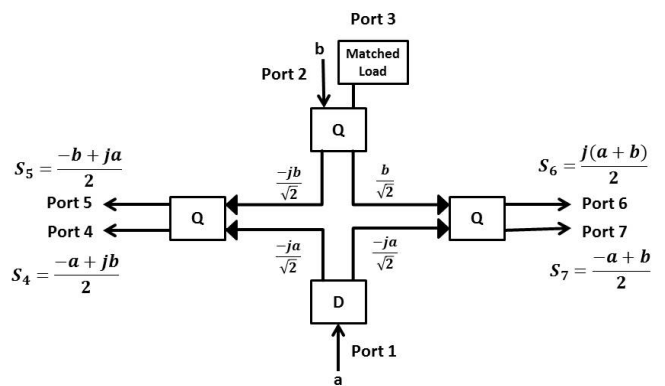 Port 3
b
Matched
Load
Port 2
Q
S₅ = (-b + ja)/2
-jb/√2
b/√2
S₆ = j(a + b)/2
Port 5
Q
Q
Port 6
Port 4
Port 7
S₄ = (-a + jb)/2
-ja/√2
-ja/√2
S₇ = (-a + b)/2
D
Port 1
a